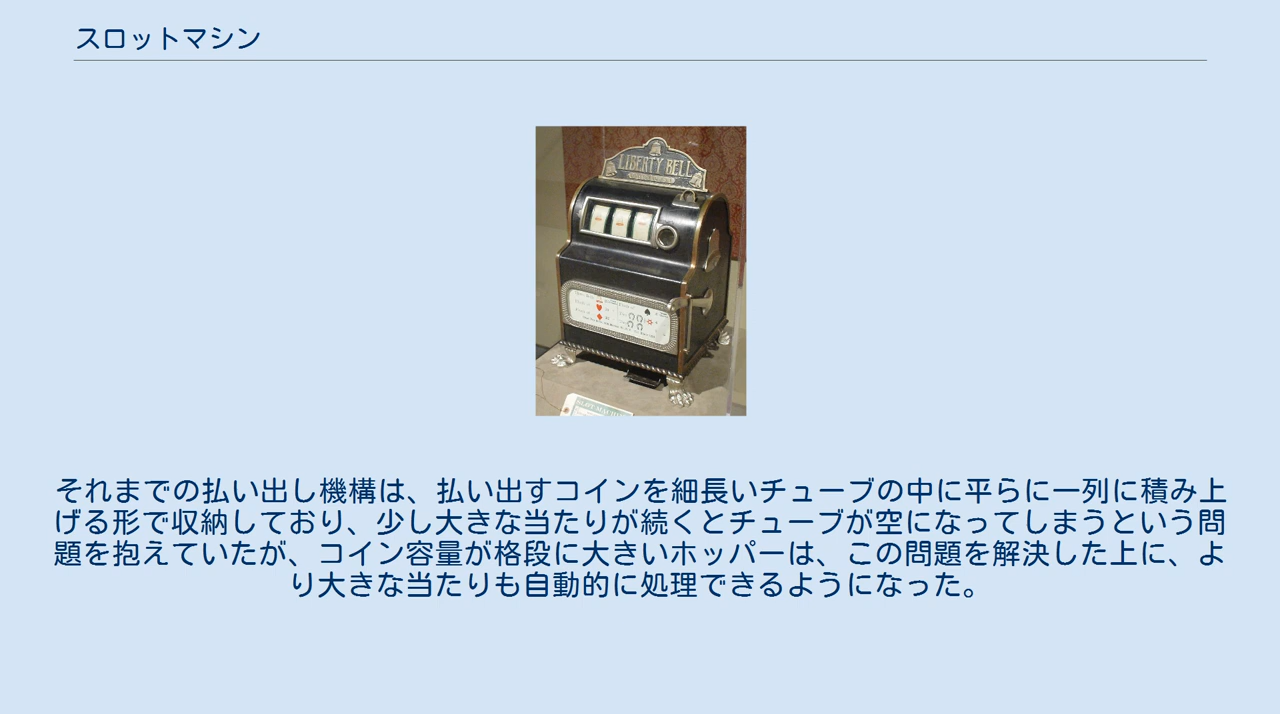 スロットマシン
LIBERTY BELL
それまでの払い出し機構は、払い出すコインを細長いチューブの中に平らに一列に積み上
げる形で収納しており、少し大きな当たりが続くとチューブが空になってしまうという問
題を抱えていたが、コイン容量が格段に大きいホッパーは、この問題を解決した上に、よ
り大きな当たりも自動的に処理できるようになった。